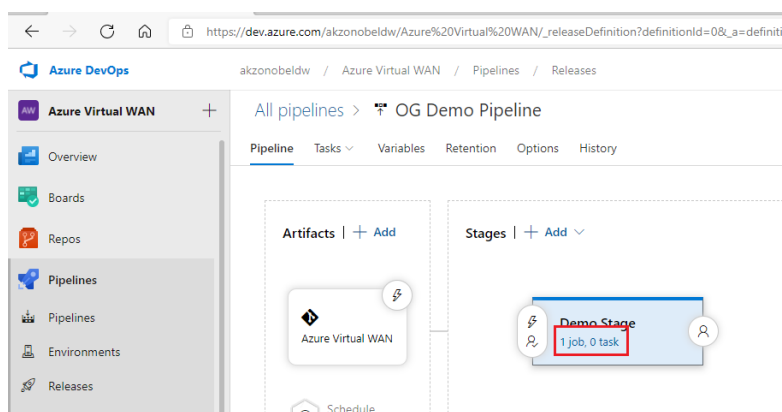 https://dev.azure.com/akzonobeldw/Azure%20Virtual%20WAN/_releaseDefinition?definitionId=0&_a=definiti
Azure DevOps
akzonobeldw / Azure Virtual WAN / Pipelines / Releases
AW Azure Virtual WAN
All pipelines > OG Demo Pipeline
Overview
Pipeline Tasks Variables Retention Options History
Boards
Repos
Artifacts | + Add
Stages | + Add
Pipelines
Demo Stage
1 job, 0 task
Azure Virtual WAN
Pipelines
Environments
Releases
Schedule